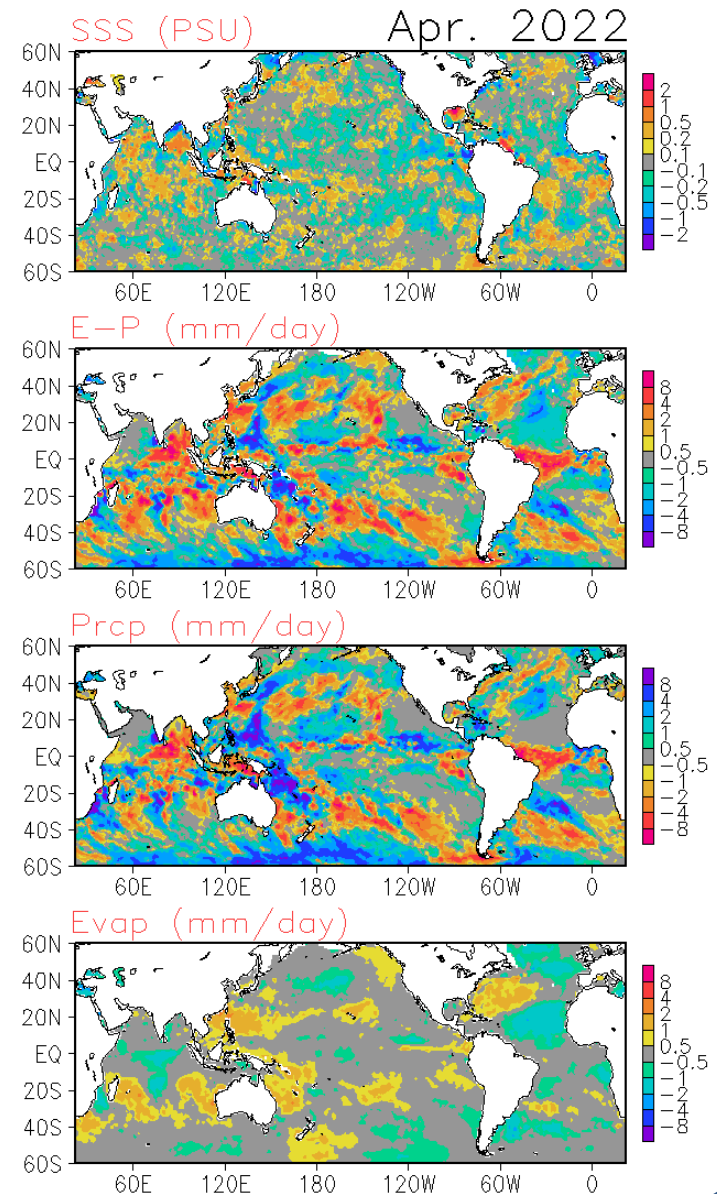 SSS (PSU) Apr. 2022
60N
40N
20N
EQ
20S
40S
60S
60E 120E 180 120W 60W 0
2
1
0.5
0.2
0.1
-0.1
-0.2
-0.5
-1
-2
E-P (mm/day)
60N
40N
20N
EQ
20S
40S
60S
60E 120E 180 120W 60W 0
8
4
2
1
0.5
-0.5
-1
-2
-4
-8
Prcp (mm/day)
60N
40N
20N
EQ
20S
40S
60S
60E 120E 180 120W 60W 0
8
4
2
1
0.5
-0.5
-1
-2
-4
-8
Evap (mm/day)
60N
40N
20N
EQ
20S
40S
60S
60E 120E 180 120W 60W 0
8
4
2
1
0.5
-0.5
-1
-2
-4
-8